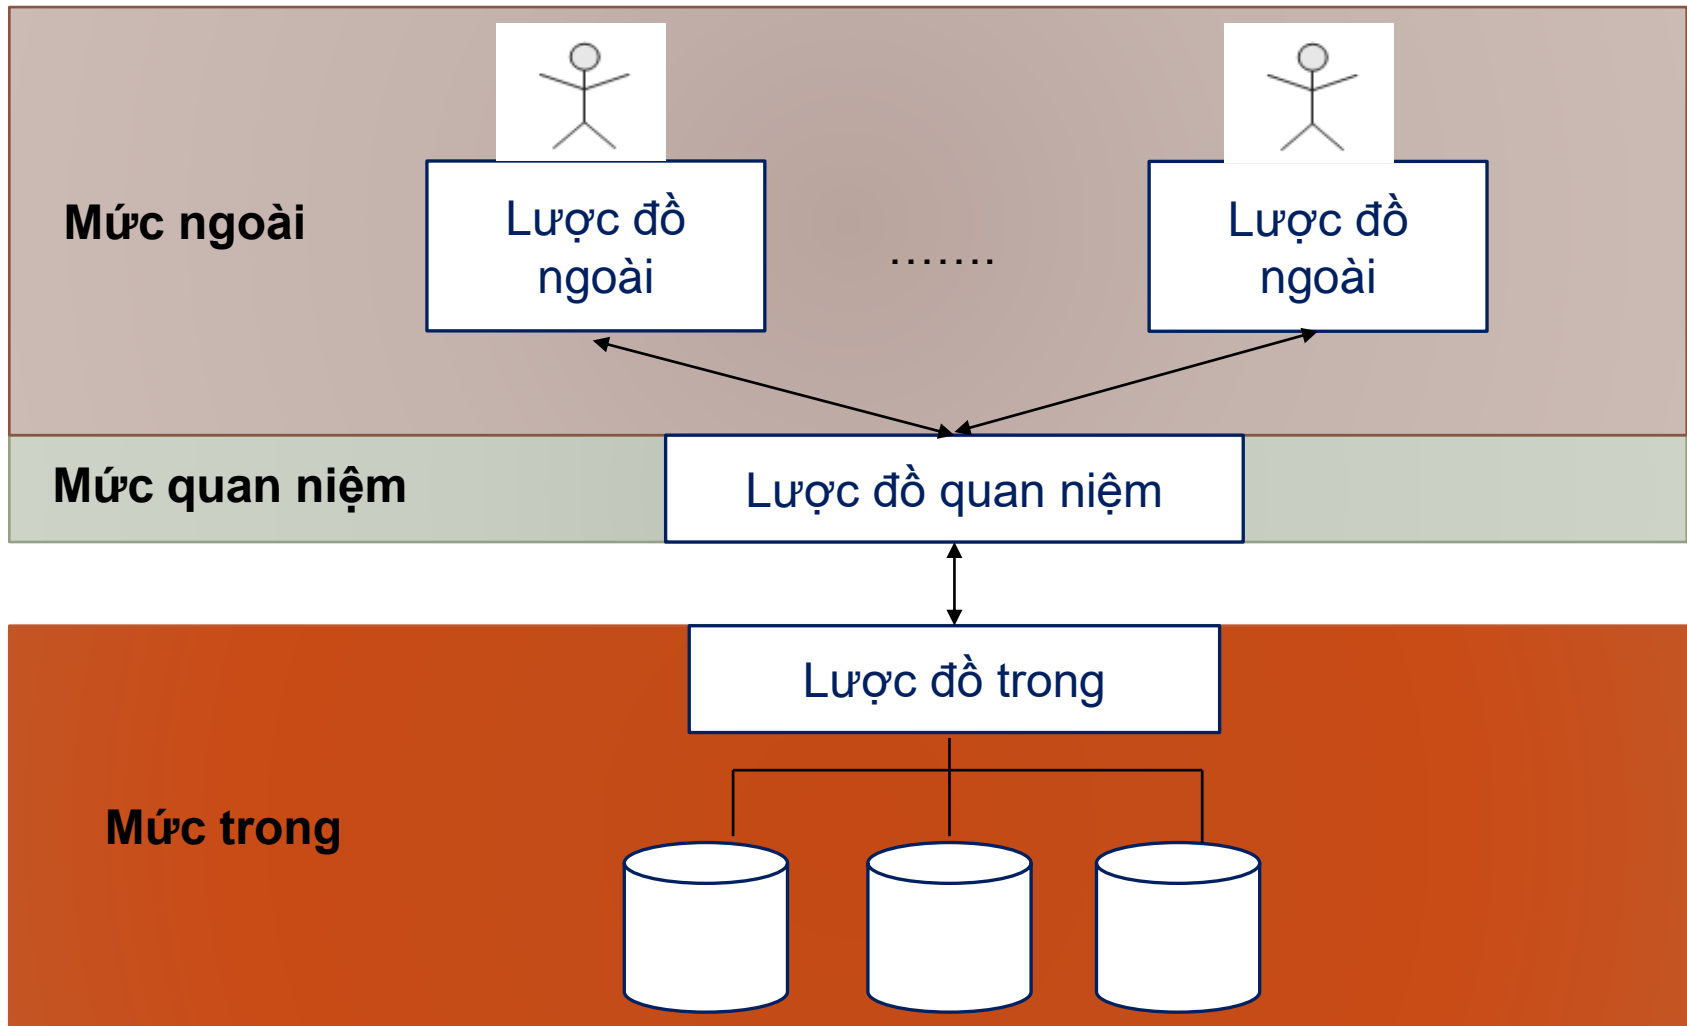 Mức ngoài
Lược đồ
ngoài
.......
Lược đồ
ngoài
Mức quan niệm
Lược đồ quan niệm
Lược đồ trong
Mức trong